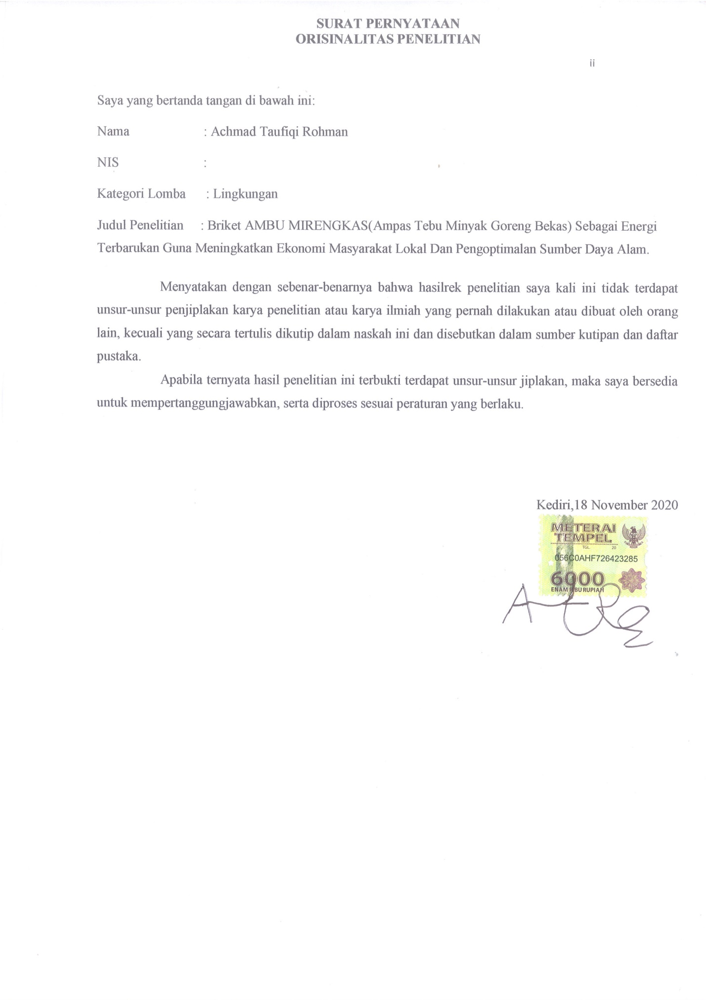 SURAT PERNYATAAN
ORISINALITAS PENELITIAN
ii
Saya yang bertanda tangan di bawah ini:
Nama : Achmad Taufiqi Rohman
NIS :
Kategori Lomba : Lingkungan
Judul Penelitian : Briket AMBU MIRENGKAS(Ampas Tebu Minyak Goreng Bekas) Sebagai Energi
Terbarukan Guna Meningkatkan Ekonomi Masyarakat Lokal Dan Pengoptimalan Sumber Daya Alam.
Menyatakan dengan sebenar-benarnya bahwa hasilrek penelitian saya kali ini tidak terdapat
unsur-unsur penjiplakan karya penelitian atau karya ilmiah yang pernah dilakukan atau dibuat oleh orang
lain, kecuali yang secara tertulis dikutip dalam naskah ini dan disebutkan dalam sumber kutipan dan daftar
pustaka.
Apabila ternyata hasil penelitian ini terbukti terdapat unsur-unsur jiplakan, maka saya bersedia
untuk mempertanggungjawabkan, serta diproses sesuai peraturan yang berlaku.
Kediri,18 November 2020
METERAI
TEMPEL
TGL. 20
056C0AHF726423285
6000
ENAM RIBU RUPIAH